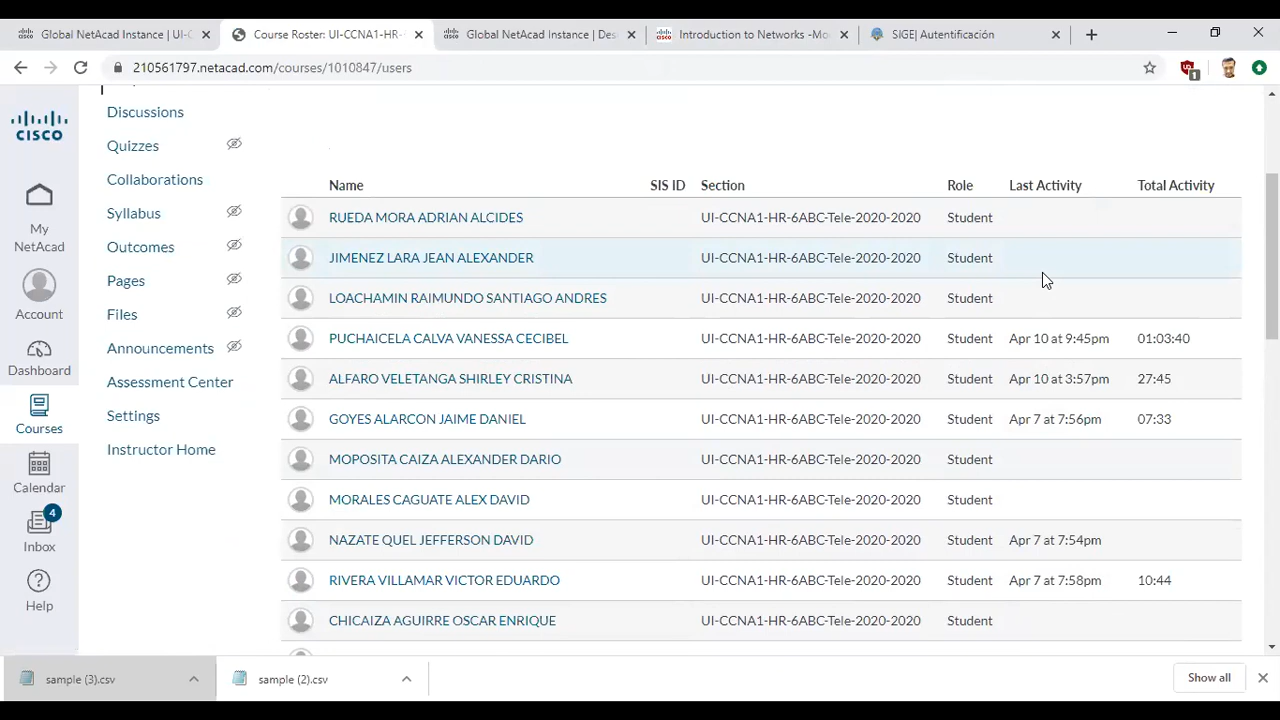 Global NetAcad Instance | UI-C
Course Roster: UI-CCNA1-HR-
Global NetAcad Instance | Des
Introduction to Networks -Mo
SIGE| Autentificación
210561797.netacad.com/courses/1010847/users
1
CISCO
My NetAcad
Account
Dashboard
Courses
Calendar
4
Inbox
Help
Discussions
Quizzes
Collaborations
Syllabus
Outcomes
Pages
Files
Announcements
Assessment Center
Settings
Instructor Home
Name SIS ID Section Role Last Activity Total Activity
RUEDA MORA ADRIAN ALCIDES UI-CCNA1-HR-6ABC-Tele-2020-2020 Student
JIMENEZ LARA JEAN ALEXANDER UI-CCNA1-HR-6ABC-Tele-2020-2020 Student
LOACHAMIN RAIMUNDO SANTIAGO ANDRES UI-CCNA1-HR-6ABC-Tele-2020-2020 Student
PUCHAICELA CALVA VANESSA CECIBEL UI-CCNA1-HR-6ABC-Tele-2020-2020 Student Apr 10 at 9:45pm 01:03:40
ALFARO VELETANGA SHIRLEY CRISTINA UI-CCNA1-HR-6ABC-Tele-2020-2020 Student Apr 10 at 3:57pm 27:45
GOYES ALARCON JAIME DANIEL UI-CCNA1-HR-6ABC-Tele-2020-2020 Student Apr 7 at 7:56pm 07:33
MOPOSITA CAIZA ALEXANDER DARIO UI-CCNA1-HR-6ABC-Tele-2020-2020 Student
MORALES CAGUATE ALEX DAVID UI-CCNA1-HR-6ABC-Tele-2020-2020 Student
NAZATE QUEL JEFFERSON DAVID UI-CCNA1-HR-6ABC-Tele-2020-2020 Student Apr 7 at 7:54pm
RIVERA VILLAMAR VICTOR EDUARDO UI-CCNA1-HR-6ABC-Tele-2020-2020 Student Apr 7 at 7:58pm 10:44
CHICAIZA AGUIRRE OSCAR ENRIQUE UI-CCNA1-HR-6ABC-Tele-2020-2020 Student
sample (3).csv
sample (2).csv
Show all